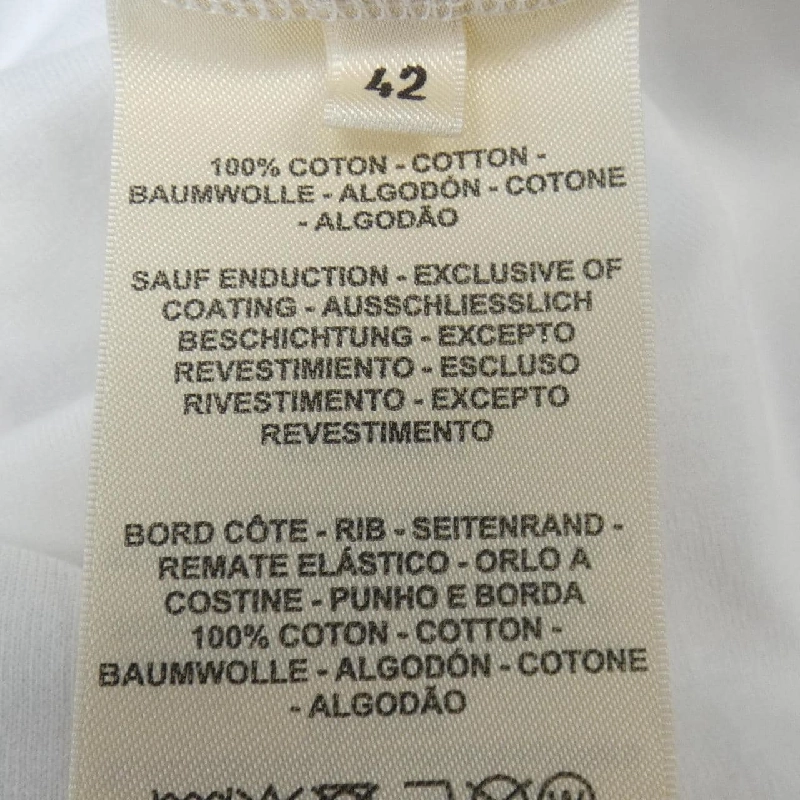 42
100% COTON - COTTON -
BAUMWOLLE - ALGODÓN - COTONE
- ALGODÃO
SAUF ENDUCTION - EXCLUSIVE OF
COATING - AUSSCHLIESSLICH
BESCHICHTUNG - EXCEPTO
REVESTIMIENTO - ESCLUSO
RIVESTIMENTO - EXCEPTO
REVESTIMENTO
BORD CÔTE - RIB - SEITENRAND -
REMATE ELÁSTICO - ORLO A
COSTINE - PUNHO E BORDA
100% COTON - COTTON -
BAUMWOLLE - ALGODÓN - COTONE
- ALGODÃO